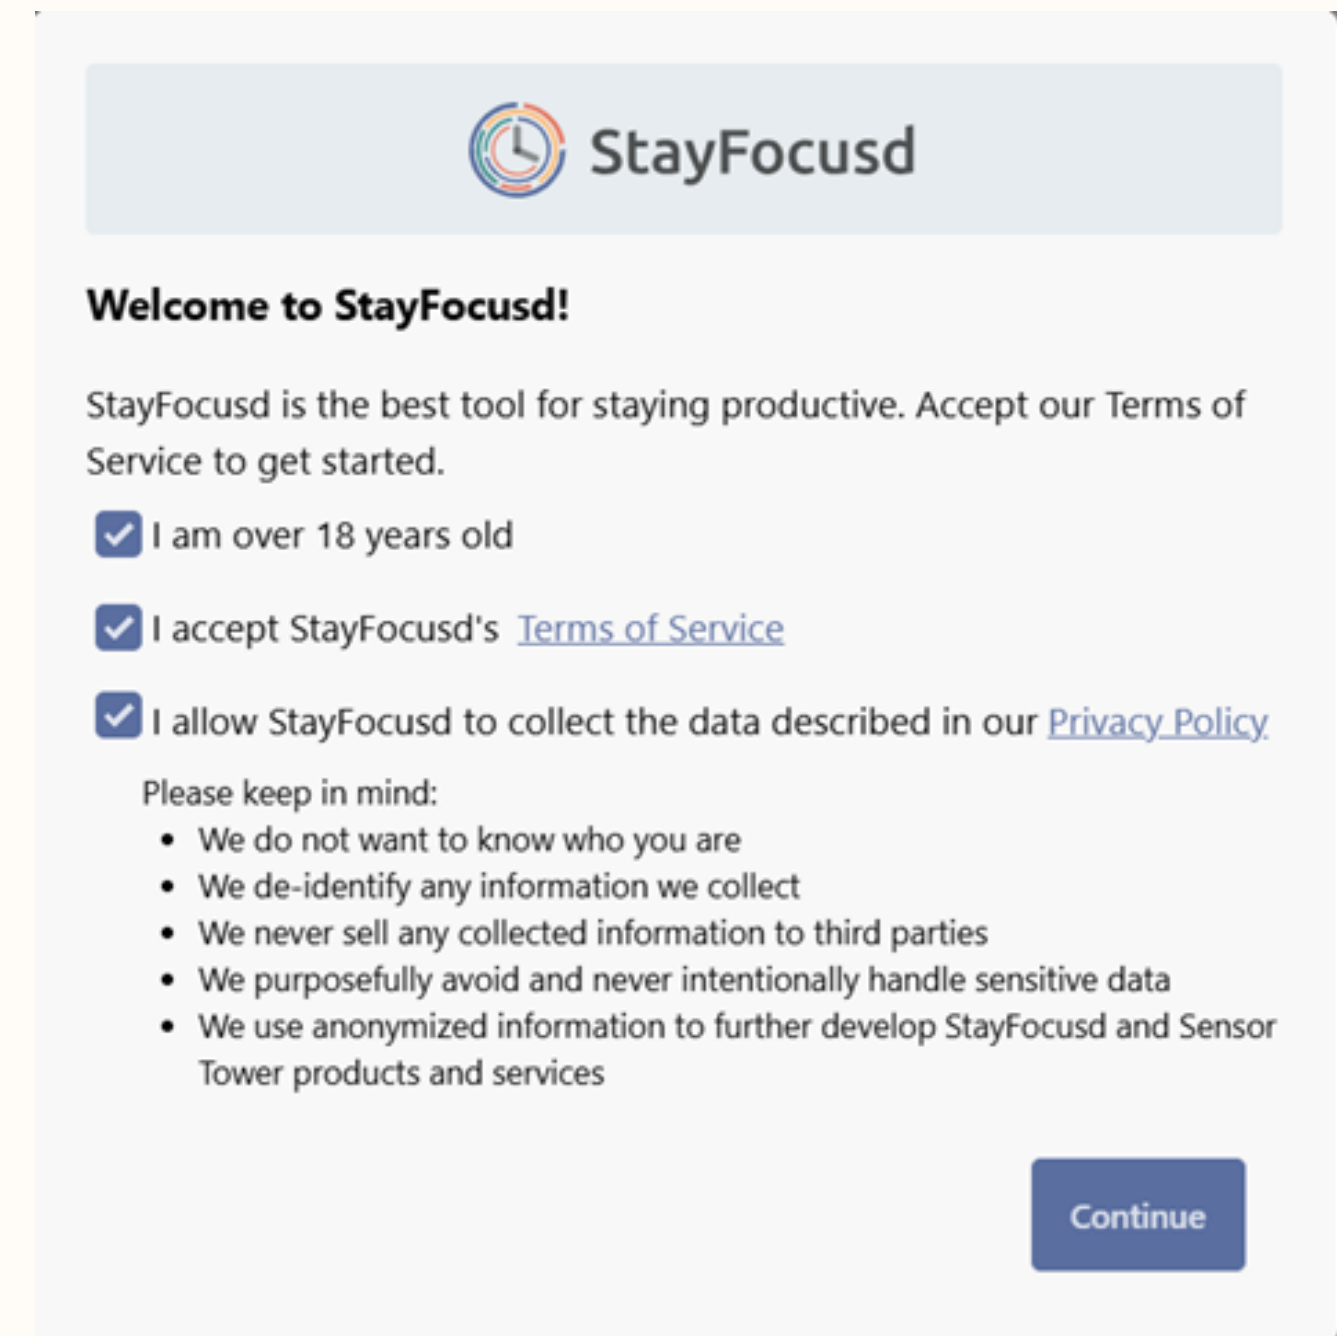 StayFocusd
Welcome to StayFocusd!
StayFocusd is the best tool for staying productive. Accept our Terms of
Service to get started.
I am over 18 years old
I accept StayFocusd's Terms of Service
I allow StayFocusd to collect the data described in our Privacy Policy
Please keep in mind:
• We do not want to know who you are
• We de-identify any information we collect
• We never sell any collected information to third parties
• We purposefully avoid and never intentionally handle sensitive data
• We use anonymized information to further develop StayFocusd and Sensor
Tower products and services
Continue